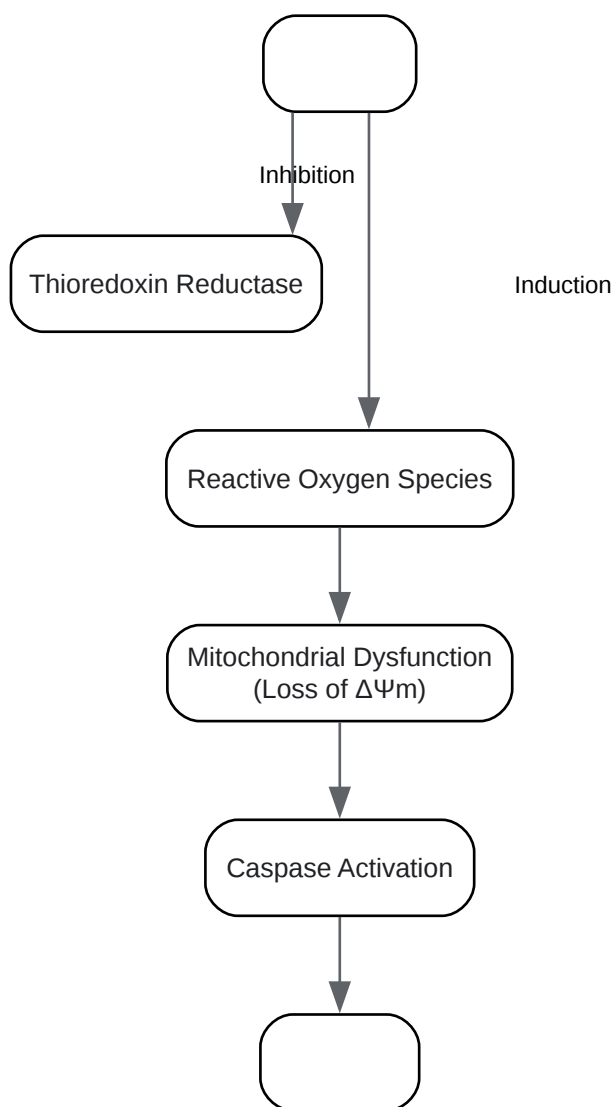 Inhibition
Thioredoxin Reductase
Induction
Reactive Oxygen Species
Mitochondrial Dysfunction
(Loss of ΔΨm)
Caspase Activation